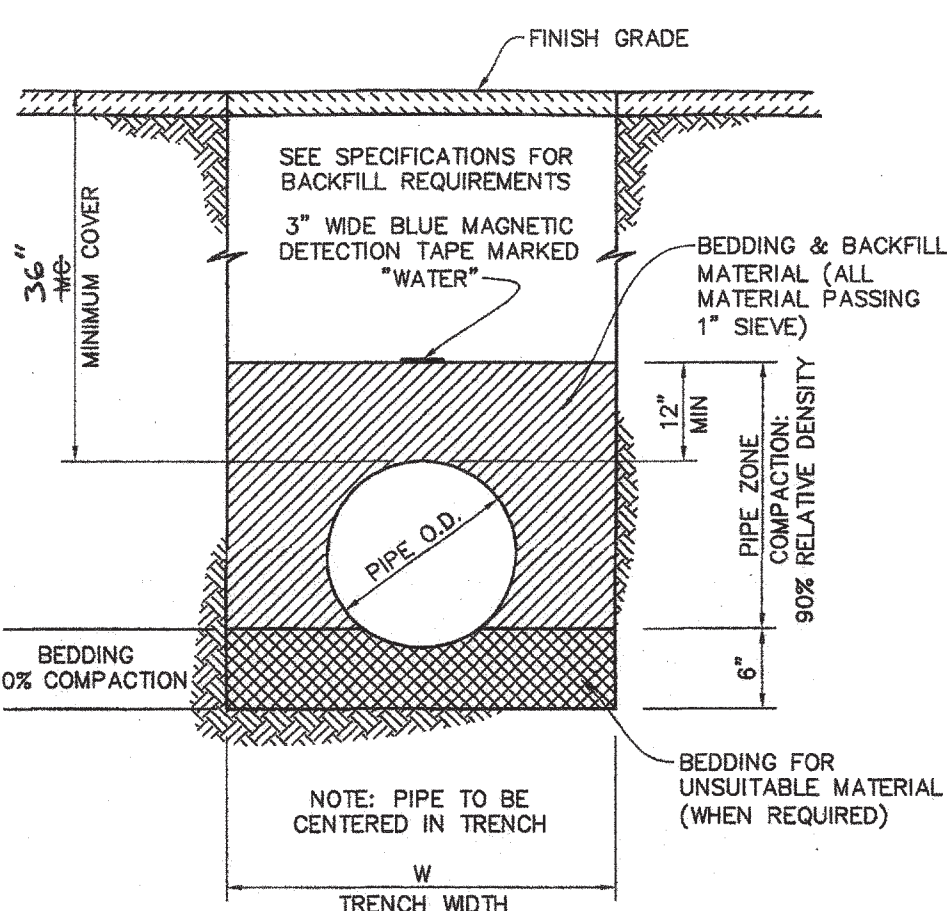 FINISH GRADE
SEE SPECIFICATIONS FOR
BACKFILL REQUIREMENTS
3" WIDE BLUE MAGNETIC
DETECTION TAPE MARKED
"WATER"
BEDDING & BACKFILL
MATERIAL (ALL
MATERIAL PASSING
1" SIEVE)
36"
MC
MINIMUM COVER
12"
MIN
PIPE ZONE
COMPACTION:
90% RELATIVE DENSITY
PIPE O.D.
BEDDING
0% COMPACTION
6"
BEDDING FOR
UNSUITABLE MATERIAL
(WHEN REQUIRED)
NOTE: PIPE TO BE
CENTERED IN TRENCH
W
TRENCH WIDTH